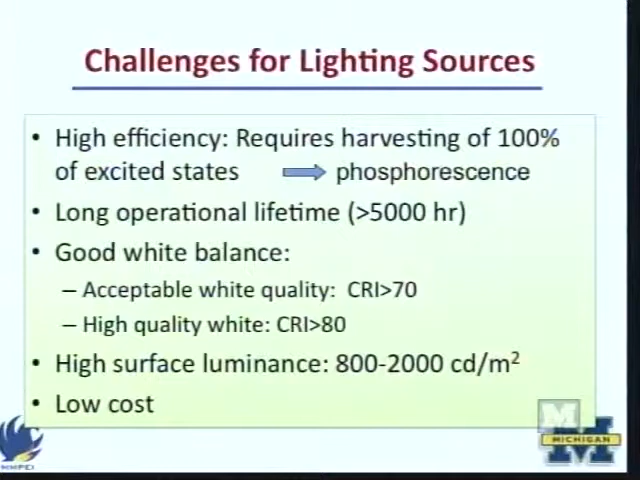 Challenges for Lighting Sources
• High efficiency: Requires harvesting of 100%
of excited states phosphorescence
• Long operational lifetime (>5000 hr)
• Good white balance:
– Acceptable white quality: CRI>70
– High quality white: CRI>80
• High surface luminance: 800-2000 cd/m²
• Low cost
M
MICHIGAN
MMPEI